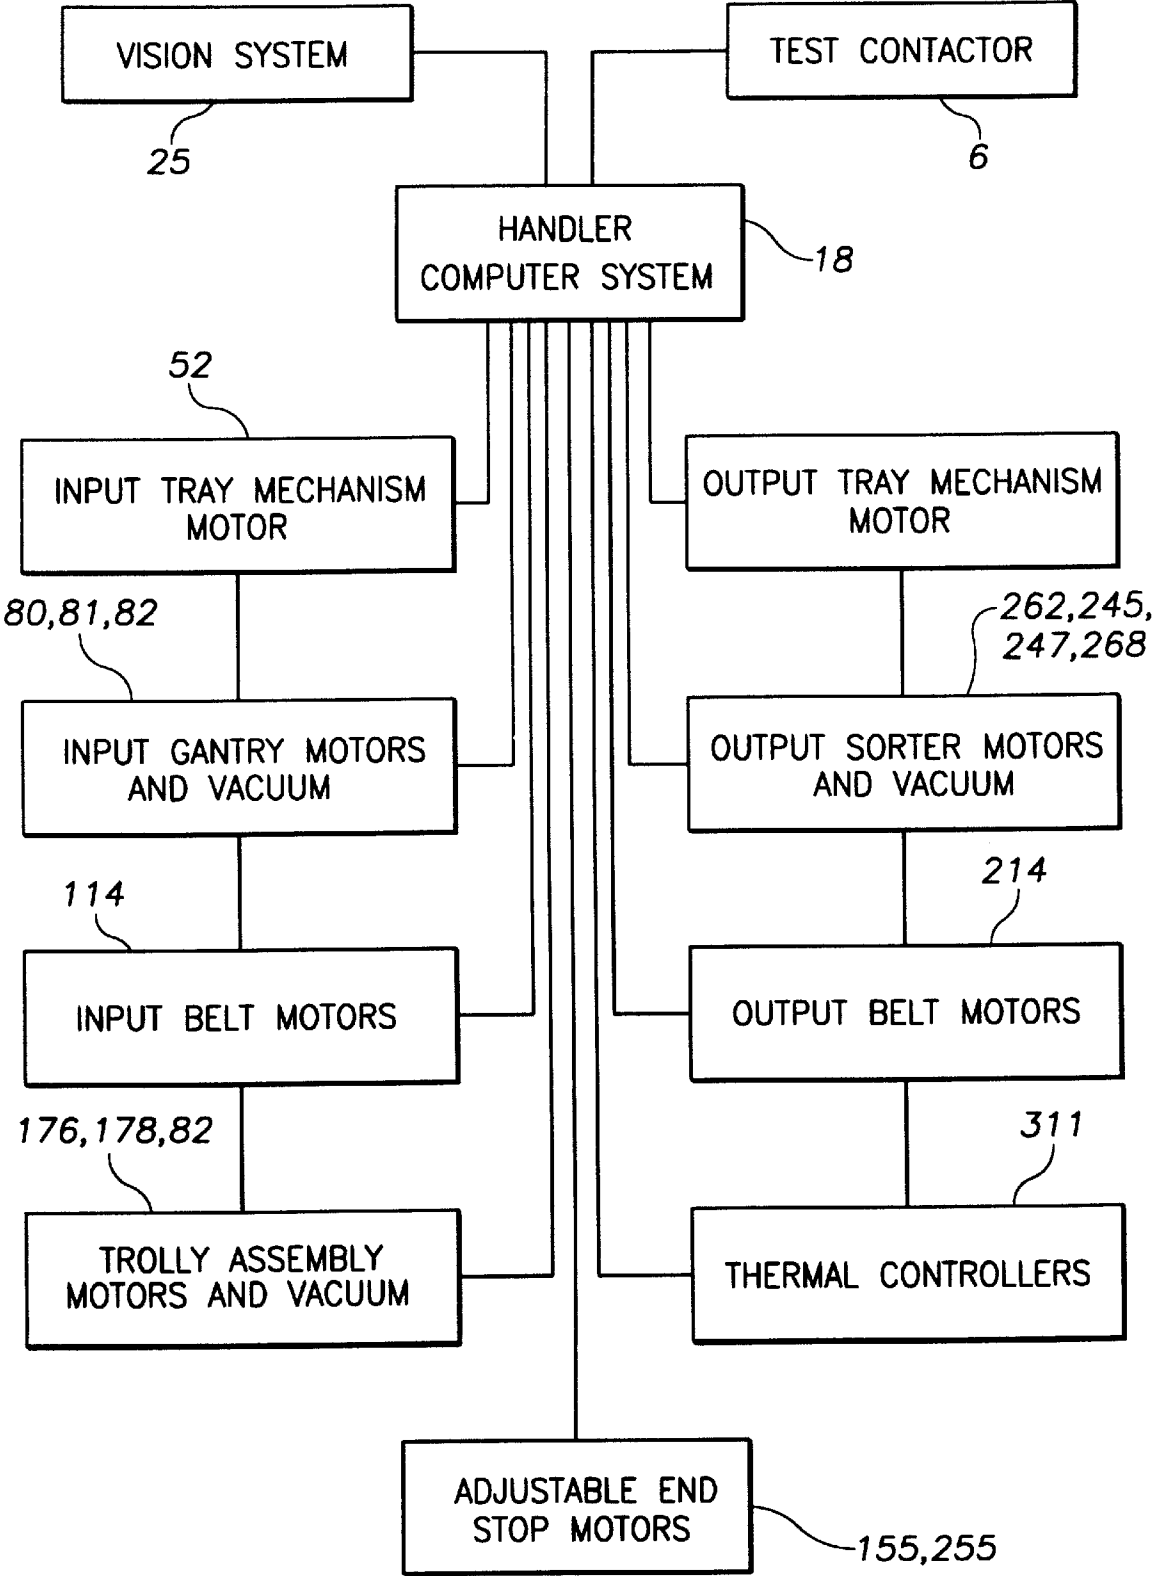 VISION SYSTEM
25
TEST CONTACTOR
6
HANDLER
COMPUTER SYSTEM
18
52
INPUT TRAY MECHANISM
MOTOR
OUTPUT TRAY MECHANISM
MOTOR
80,81,82
262,245,
247,268
INPUT GANTRY MOTORS
AND VACUUM
OUTPUT SORTER MOTORS
AND VACUUM
114
214
INPUT BELT MOTORS
OUTPUT BELT MOTORS
176,178,82
311
TROLLY ASSEMBLY
MOTORS AND VACUUM
THERMAL CONTROLLERS
ADJUSTABLE END
STOP MOTORS
155,255